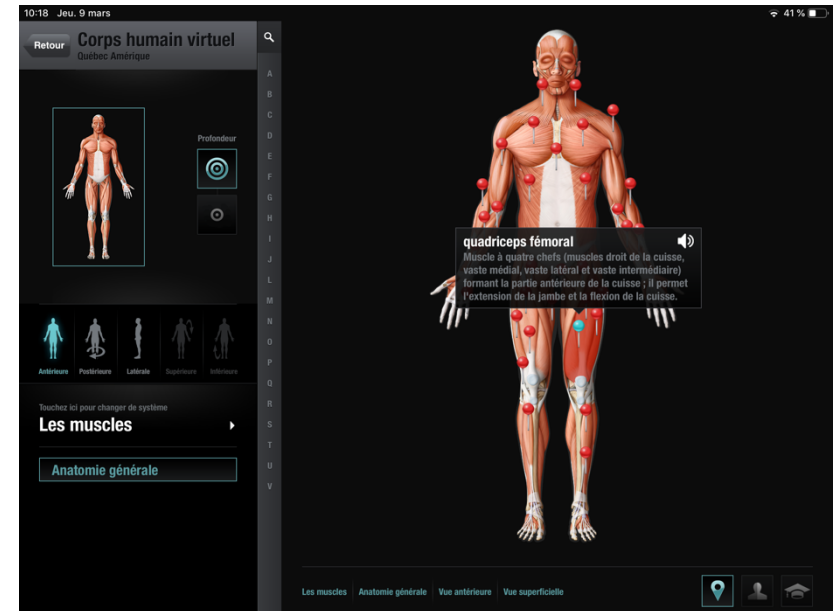 10:18 Jeu. 9 mars
41 %
Retour
Corps humain virtuel
Québec Amérique
Profondeur
Antérieure Postérieure Latérale Supérieure Inférieure
Touchez ici pour changer de système
Les muscles
Anatomie générale
A
B
C
D
E
F
G
H
I
J
L
M
N
O
P
Q
R
S
T
U
V
quadriceps fémoral
Muscle à quatre chefs (muscles droit de la cuisse,
vaste médial, vaste latéral et vaste intermédiaire)
formant la partie antérieure de la cuisse ; il permet
l'extension de la jambe et la flexion de la cuisse.
Les muscles Anatomie générale Vue antérieure Vue superficielle